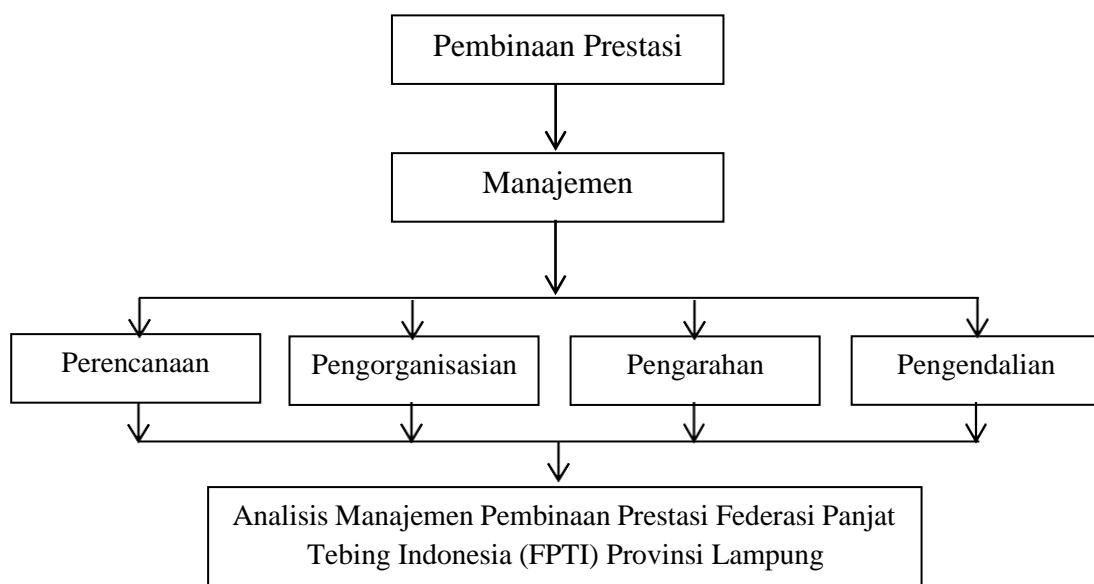 Pembinaan Prestasi
Manajemen
Perencanaan
Pengorganisasian
Pengarahan
Pengendalian
Analisis Manajemen Pembinaan Prestasi Federasi Panjat
Tebing Indonesia (FPTI) Provinsi Lampung